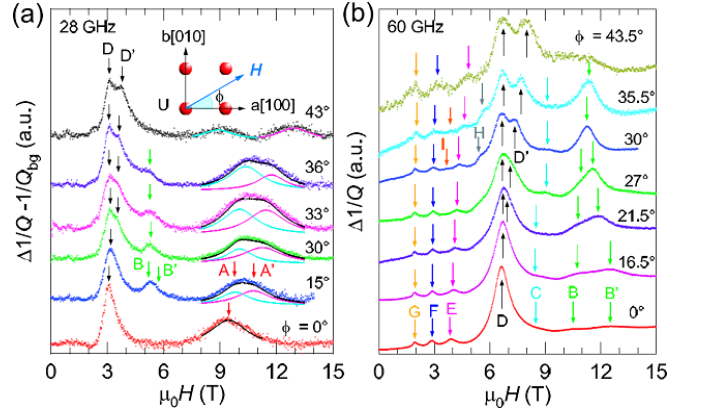 (a)
28 GHz
D
D'
b[010]
H
ϕ
U
a[100]
43°
36°
33°
30°
B
B'
A
A'
15°
ϕ = 0°
Δ1/Q -1/Q_bg (a.u.)
0 3 6 9 12 15
μ₀H (T)
(b)
60 GHz
ϕ = 43.5°
35.5°
H
I
D'
30°
27°
21.5°
16.5°
G F E
D
C
B
B'
0°
Δ1/Q (a.u.)
0 3 6 9 12 15
μ₀H (T)